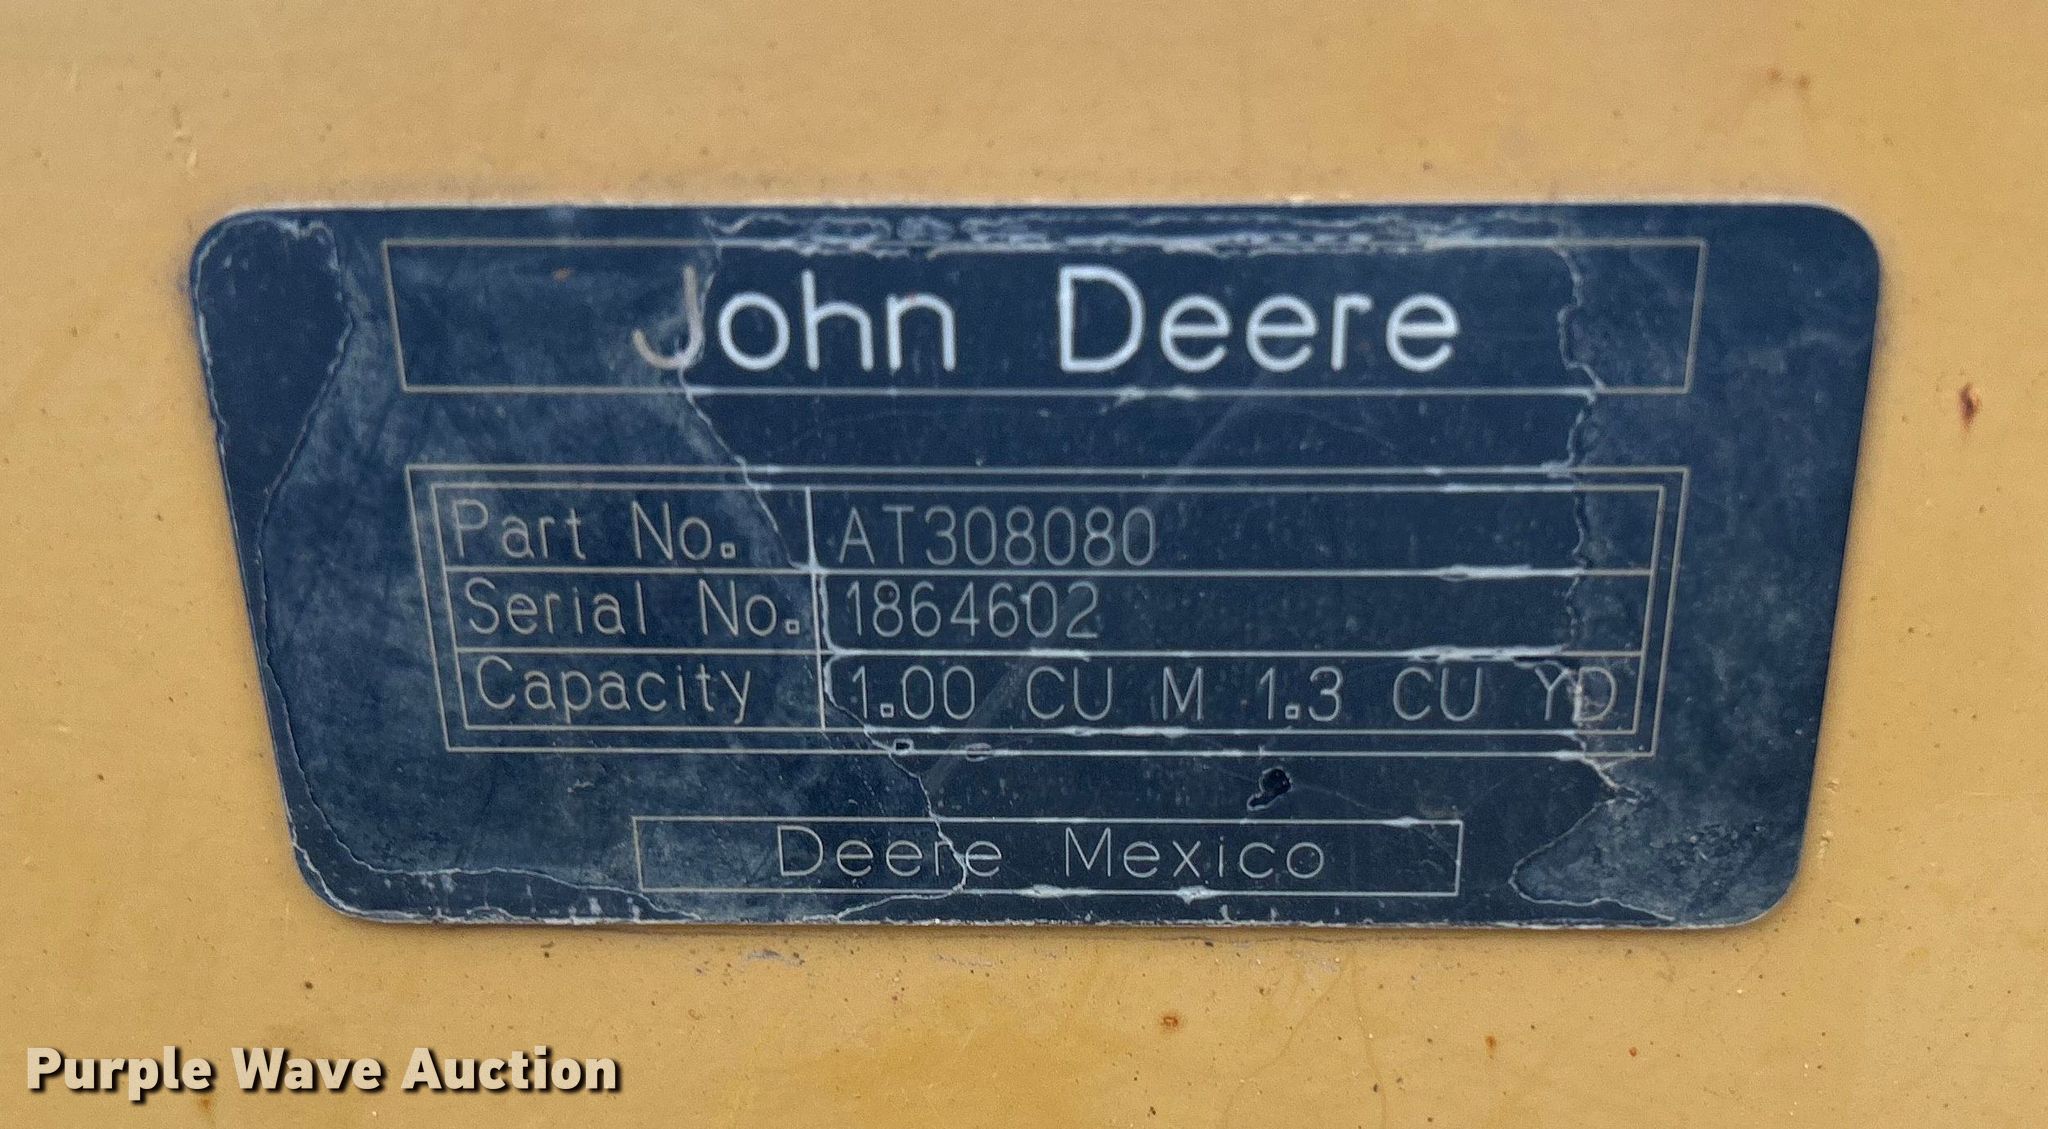 John Deere
Part No. AT308080
Serial No. 1864602
Capacity 1.00 CU M 1.3 CU YD
Deere Mexico
Purple Wave Auction